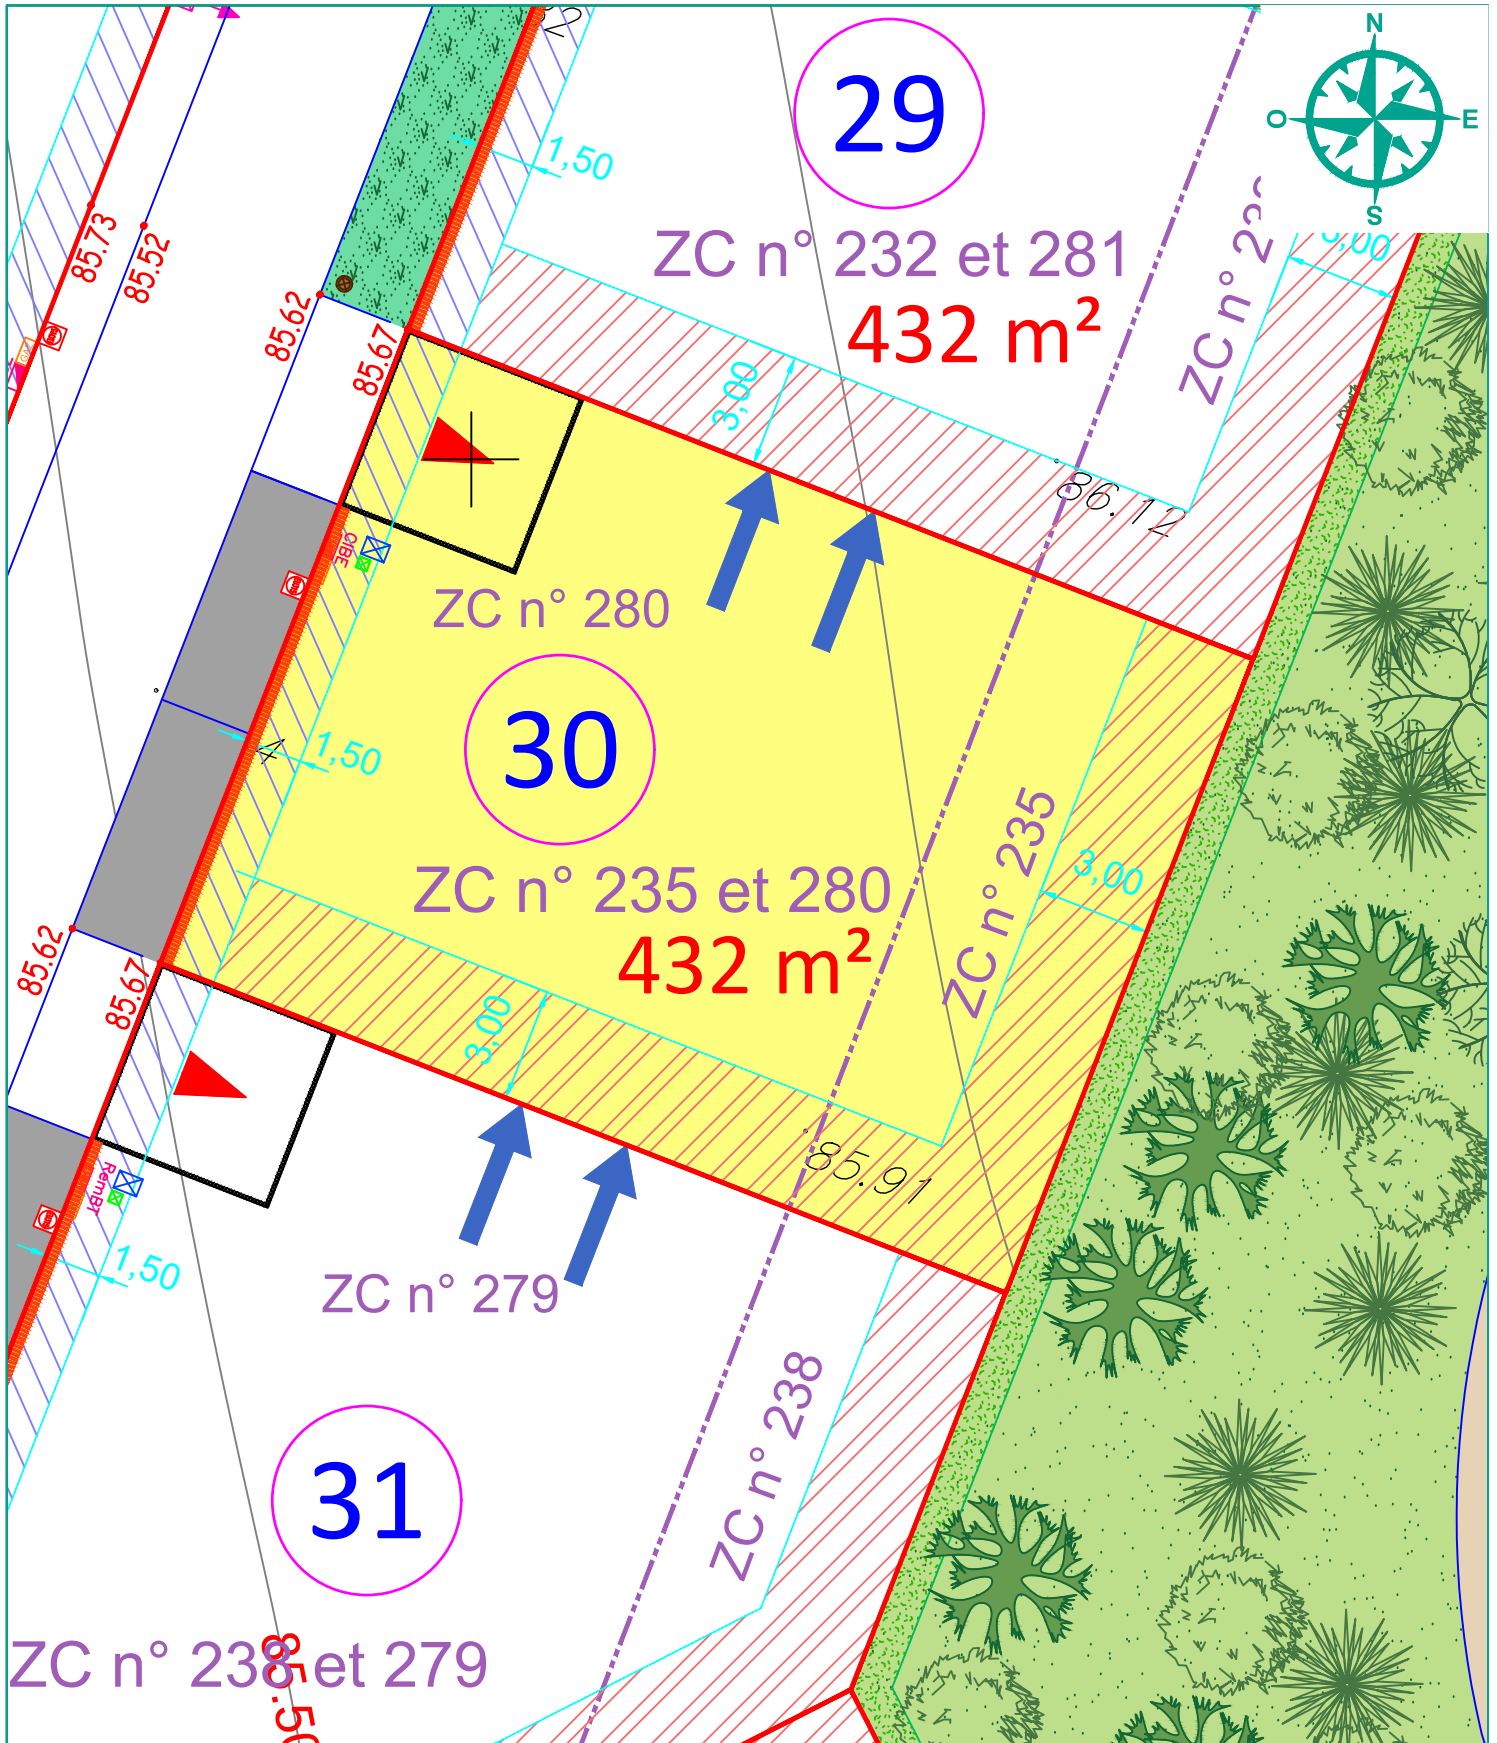 N
O
E
S
29
1,50
ZC n° 232 et 281
432 m²
85.73
85.52
85.62
85.67
3,00
86.12
CIBE
ZC n° 280
30
1,50
ZC n° 235 et 280
432 m²
ZC n° 235
3,00
85.62
85.67
3,00
85.91
RemBT
1,50
ZC n° 279
ZC n° 238
31
ZC n° 238 et 279